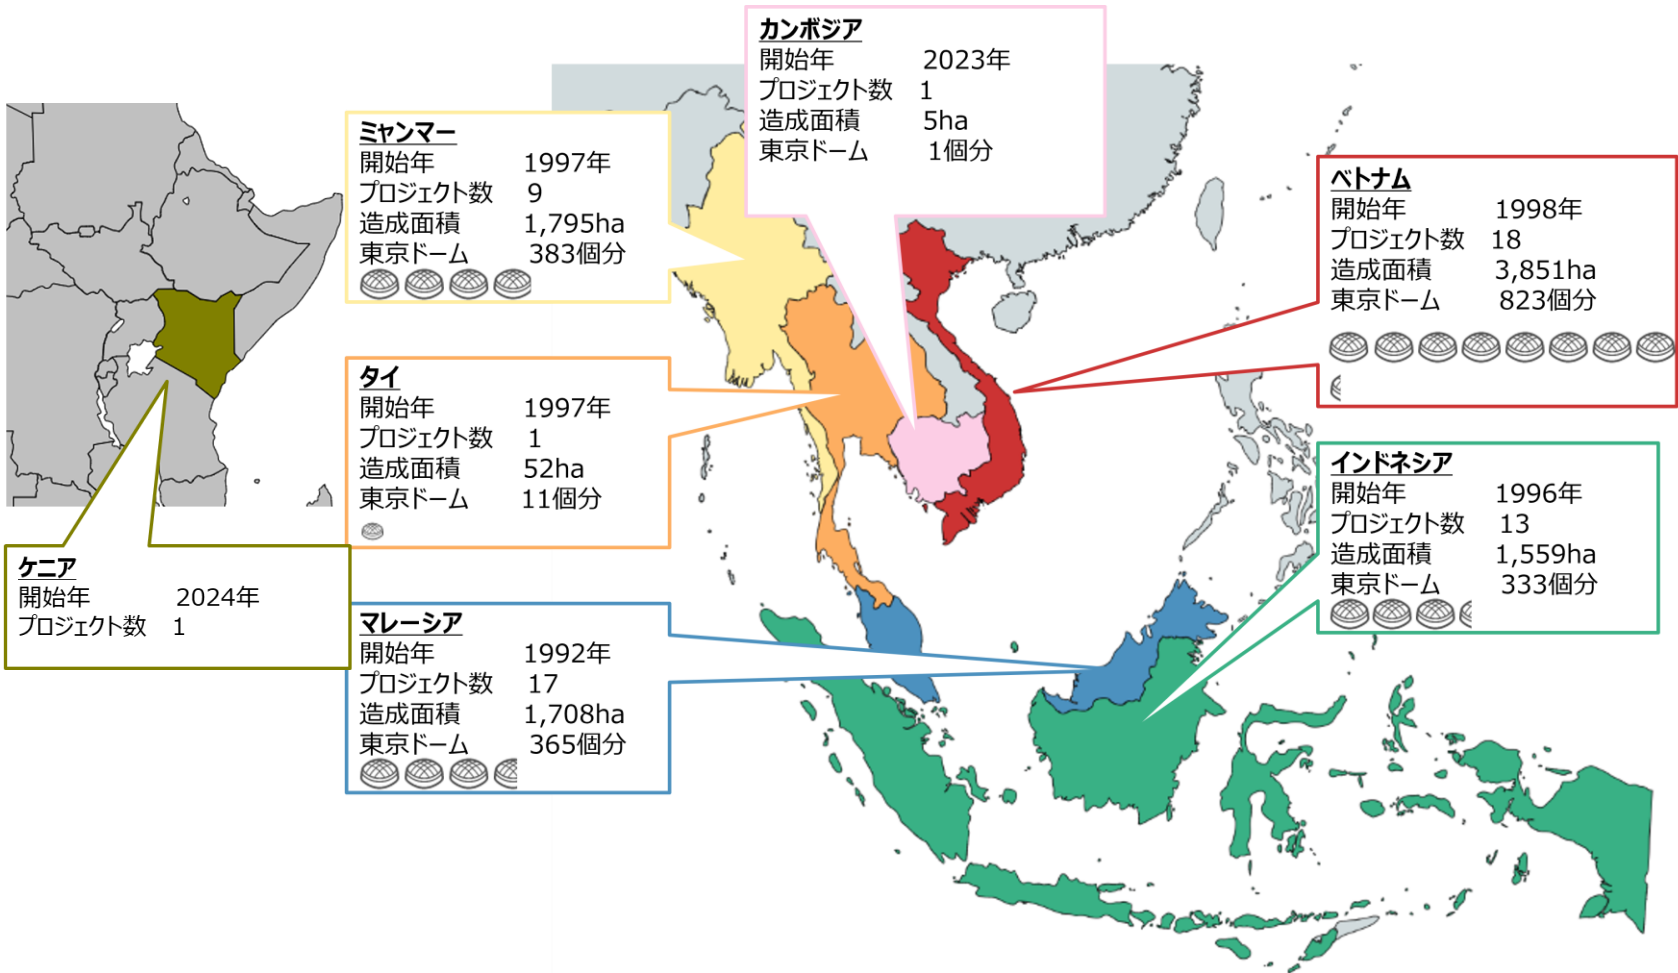 カンボジア
開始年 2023年
プロジェクト数 1
造成面積 5ha
東京ドーム 1個分
ミャンマー
開始年 1997年
プロジェクト数 9
造成面積 1,795ha
東京ドーム 383個分
ベトナム
開始年 1998年
プロジェクト数 18
造成面積 3,851ha
東京ドーム 823個分
タイ
開始年 1997年
プロジェクト数 1
造成面積 52ha
東京ドーム 11個分
インドネシア
開始年 1996年
プロジェクト数 13
造成面積 1,559ha
東京ドーム 333個分
ケニア
開始年 2024年
プロジェクト数 1
マレーシア
開始年 1992年
プロジェクト数 17
造成面積 1,708ha
東京ドーム 365個分